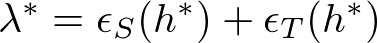 λ* = ϵ_S(h*) + ϵ_T(h*)